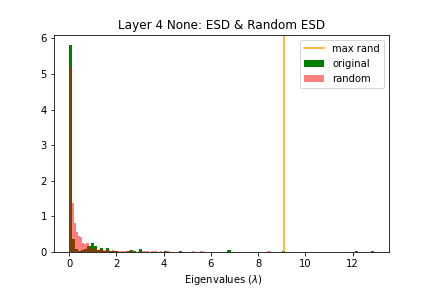 Layer 4 None: ESD & Random ESD
max rand
original
random
6
5
4
3
2
1
0
0 2 4 6 8 10 12
Eigenvalues (λ)